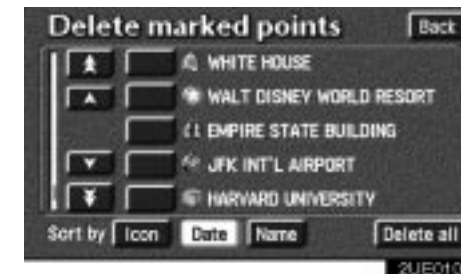 Delete marked points Back
WHITE HOUSE
WALT DISNEY WORLD RESORT
EMPIRE STATE BUILDING
JFK INT'L AIRPORT
HARVARD UNIVERSITY
Sort by Icon Date Name Delete all
2UE019